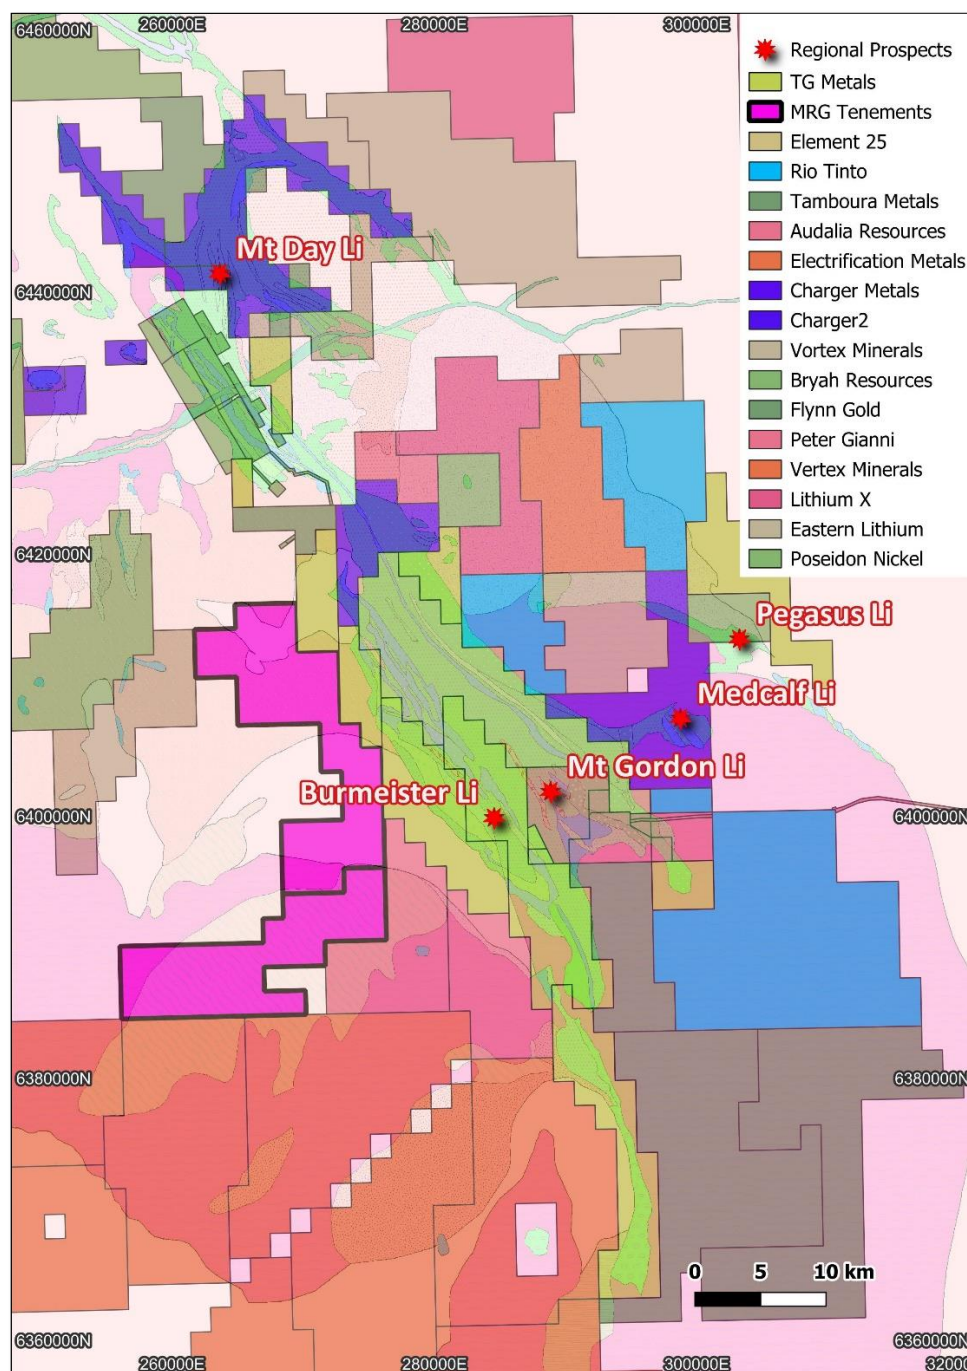 6460000N
260000E
280000E
300000E
Regional Prospects
TG Metals
MRG Tenements
Element 25
Rio Tinto
Tamboura Metals
Audalia Resources
Electrification Metals
Charger Metals
Charger2
Vortex Minerals
Bryah Resources
Flynn Gold
Peter Gianni
Vertex Minerals
Lithium X
Eastern Lithium
Poseidon Nickel
Mt Day Li
6440000N
6420000N
Pegasus Li
Medcalf Li
Mt Gordon Li
Burmeister Li
6400000N
6400000N
6380000N
6380000N
0 5 10 km
6360000N
6360000N
260000E
280000E
300000E
3200